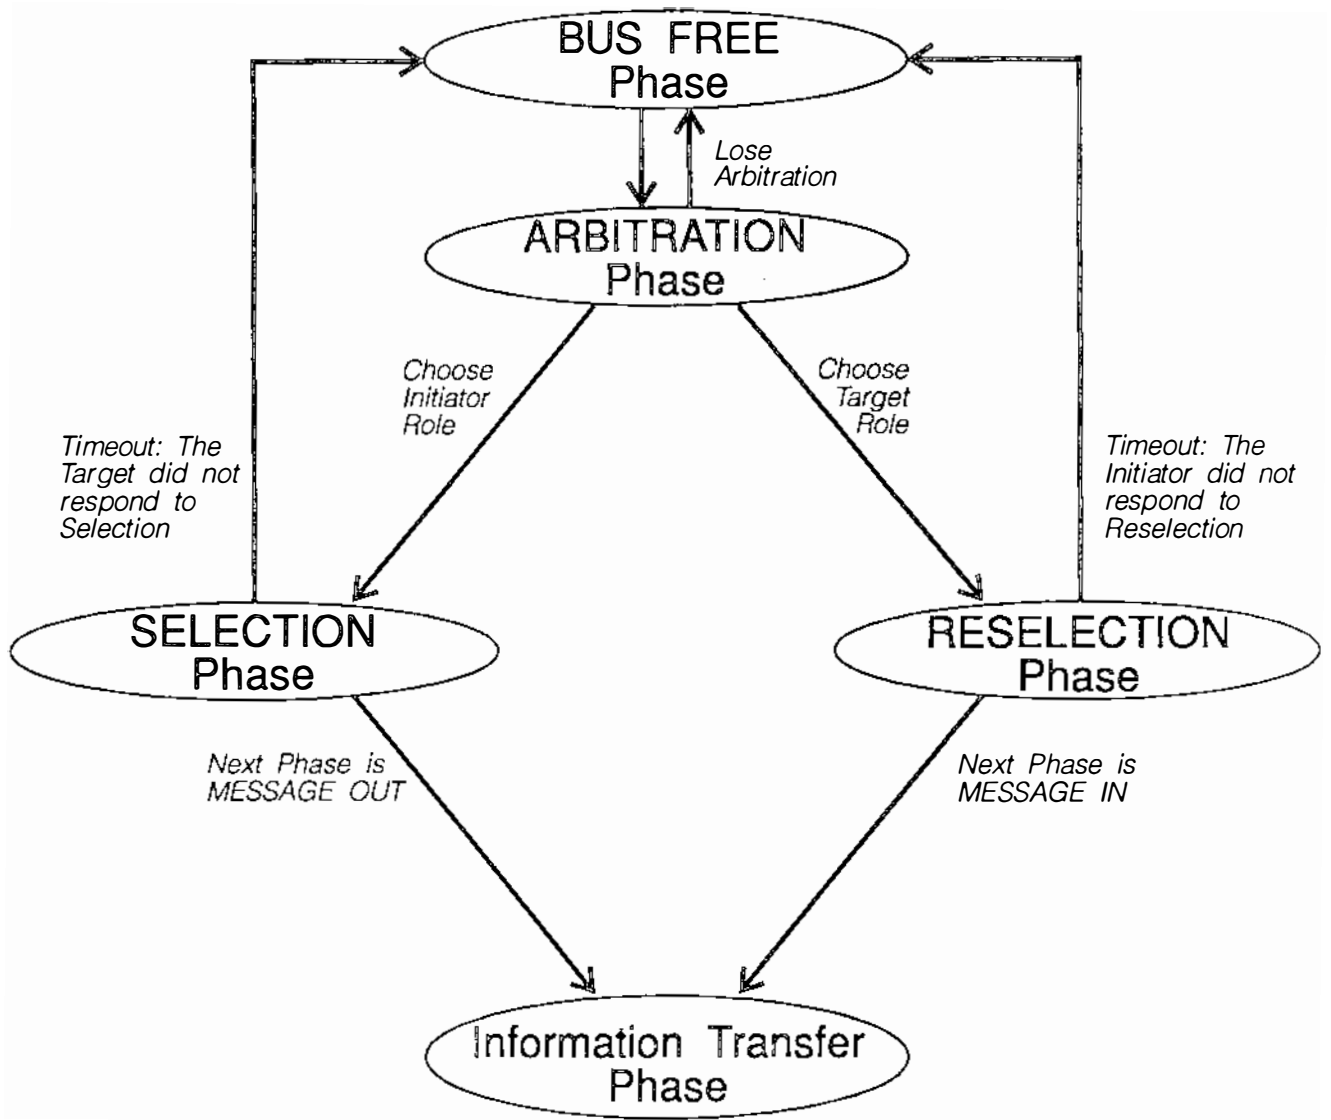 BUS FREE
Phase
Lose
Arbitration
ARBITRATION
Phase
Choose
Initiator
Role
Choose
Target
Role
Timeout: The
Target did not
respond to
Selection
Timeout: The
Initiator did not
respond to
Reselection
SELECTION
Phase
RESELECTION
Phase
Next Phase is
MESSAGE OUT
Next Phase is
MESSAGE IN
Information Transfer
Phase